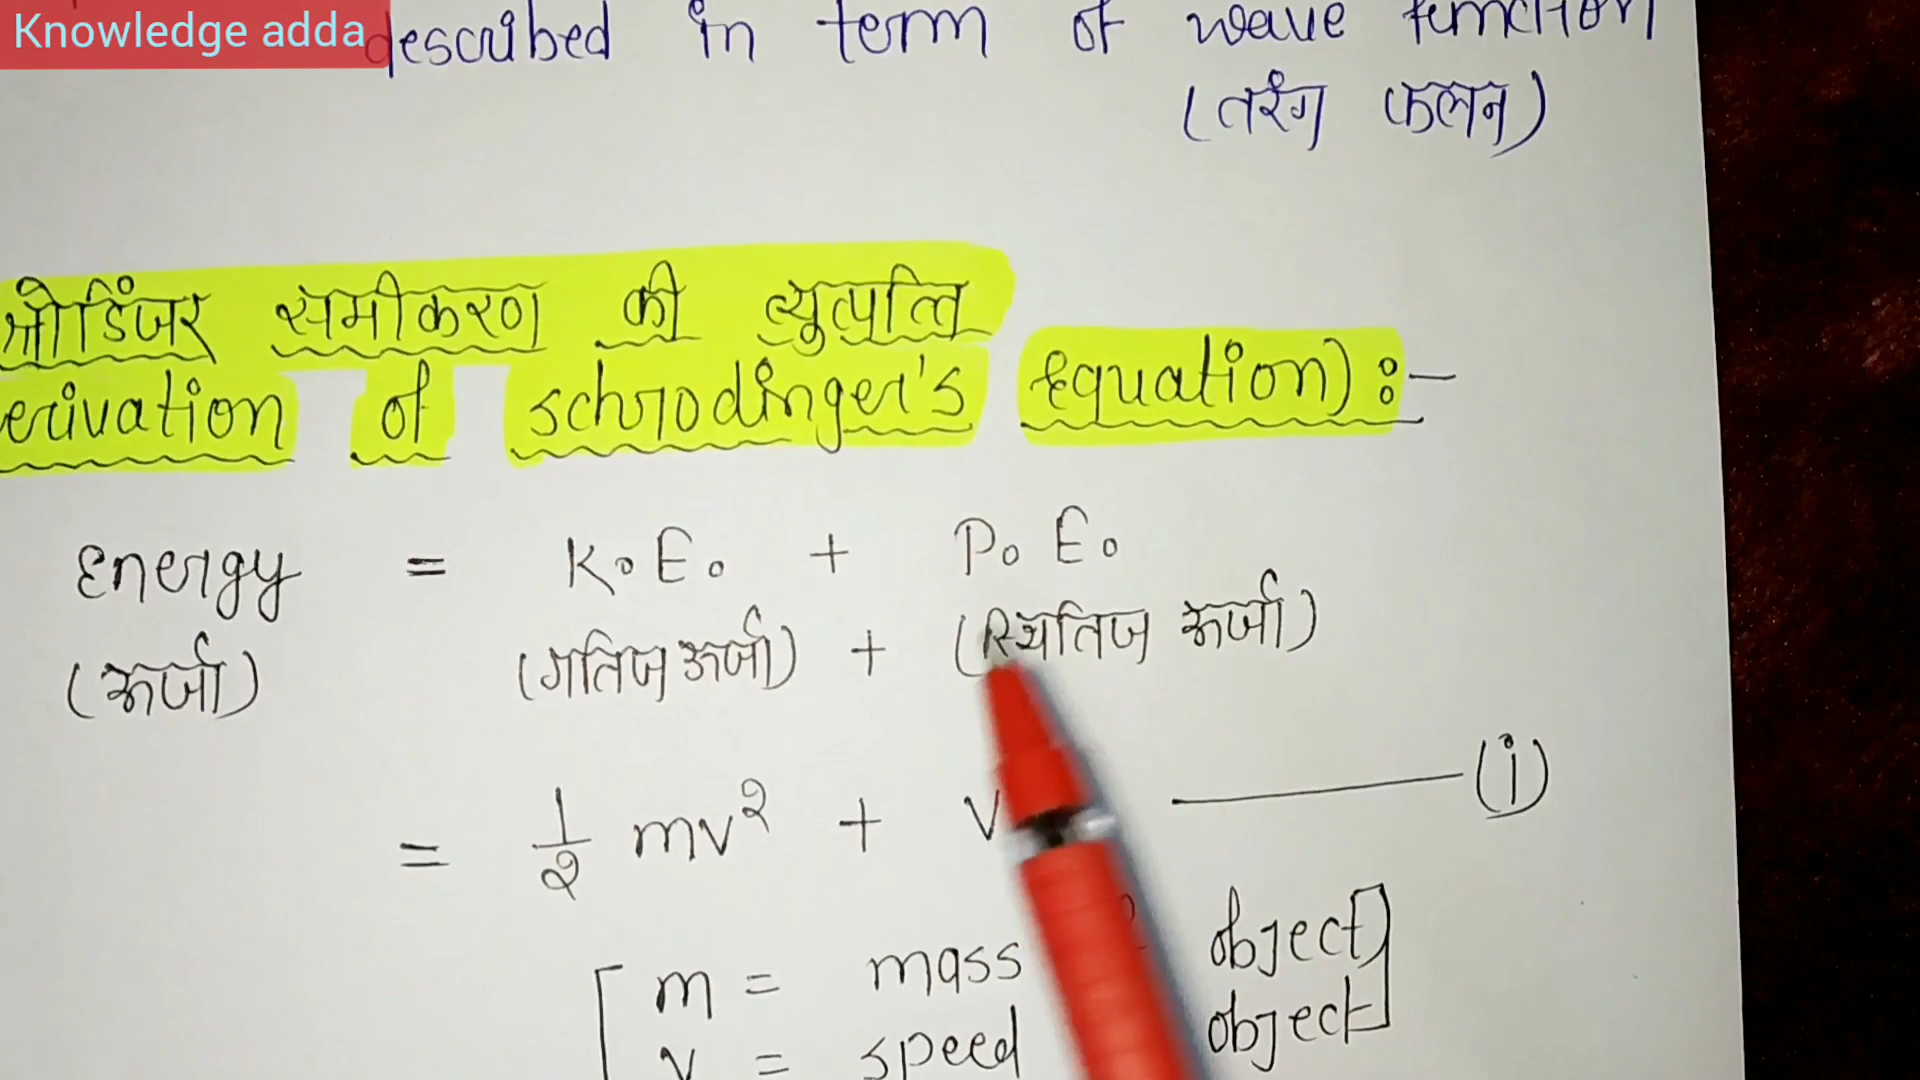 Knowledge adda
described in term of wave function
(तरंग फलन)
श्रोडिंजर समीकरण की व्युत्पत्ति
erivation of schrodinger's Equation) :-
Energy = K.E. + P.E.
(ऊर्जा) (गतिज ऊर्जा) + (स्थितिज ऊर्जा)
= 1/2 mv² + V (i)
m = mass object
v = speed object